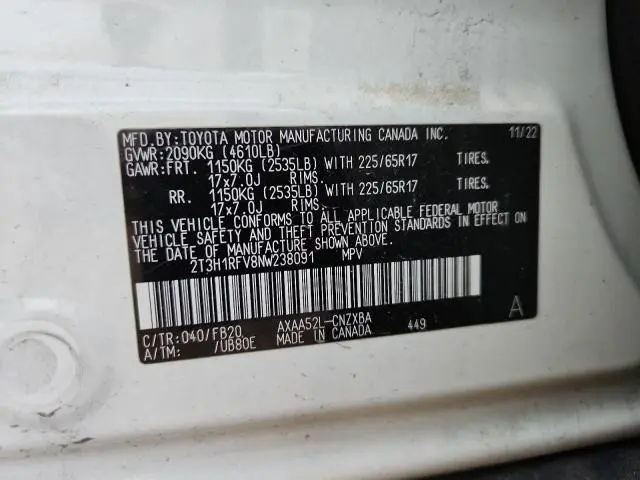 MFD.BY:TOYOTA MOTOR MANUFACTURING CANADA INC. 11/22
GVWR:2090KG (4610LB)
GAWR:FRT. 1150KG (2535LB) WITH 225/65R17 TIRES,
17x7.0J RIMS,
RR. 1150KG (2535LB) WITH 225/65R17 TIRES,
17x7.0J RIMS.
THIS VEHICLE CONFORMS TO ALL APPLICABLE FEDERAL MOTOR
VEHICLE SAFETY AND THEFT PREVENTION STANDARDS IN EFFECT ON
THE DATE OF MANUFACTURE SHOWN ABOVE.
2T3H1RFV8NW238091 MPV
C/TR:040/FB20 AXAA52L-CNZXBA 449 A
A/TM: /UB80E MADE IN CANADA